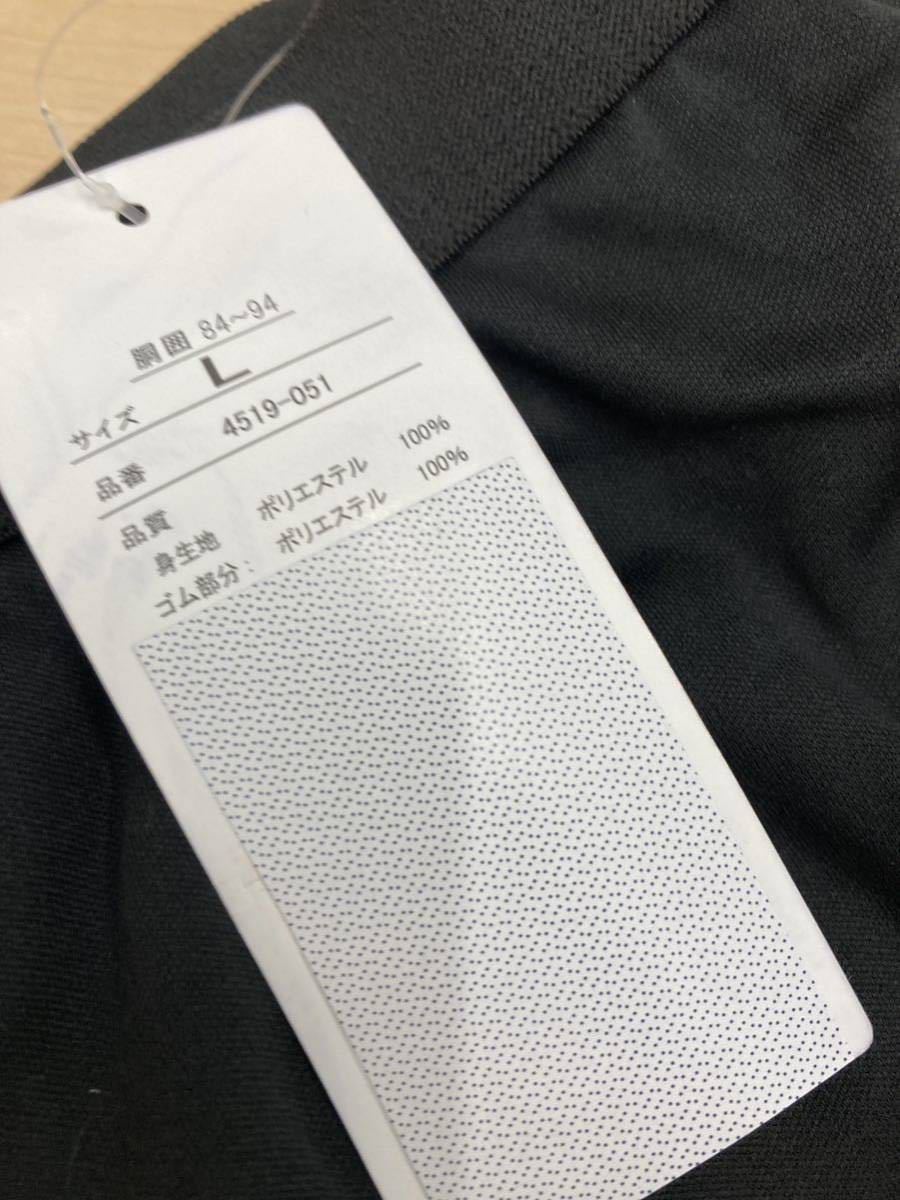 胴囲 84~94
サイズ L
品番 4519-051
品質
身生地 ポリエステル 100%
ゴム部分: ポリエステル 100%